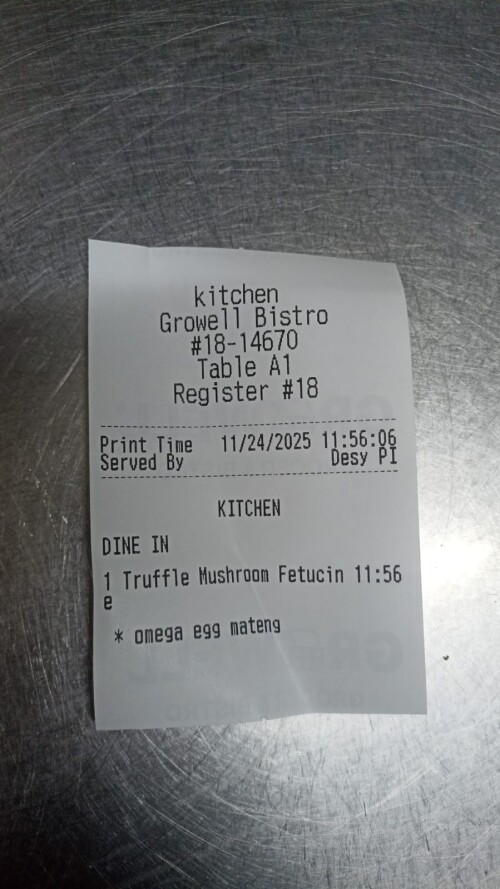 kitchen
Growell Bistro
#18-14670
Table A1
Register #18
Print Time 11/24/2025 11:56:06
Served By Desy PI
KITCHEN
DINE IN
1 Truffle Mushroom Fetucin 11:56
e
* omega egg mateng